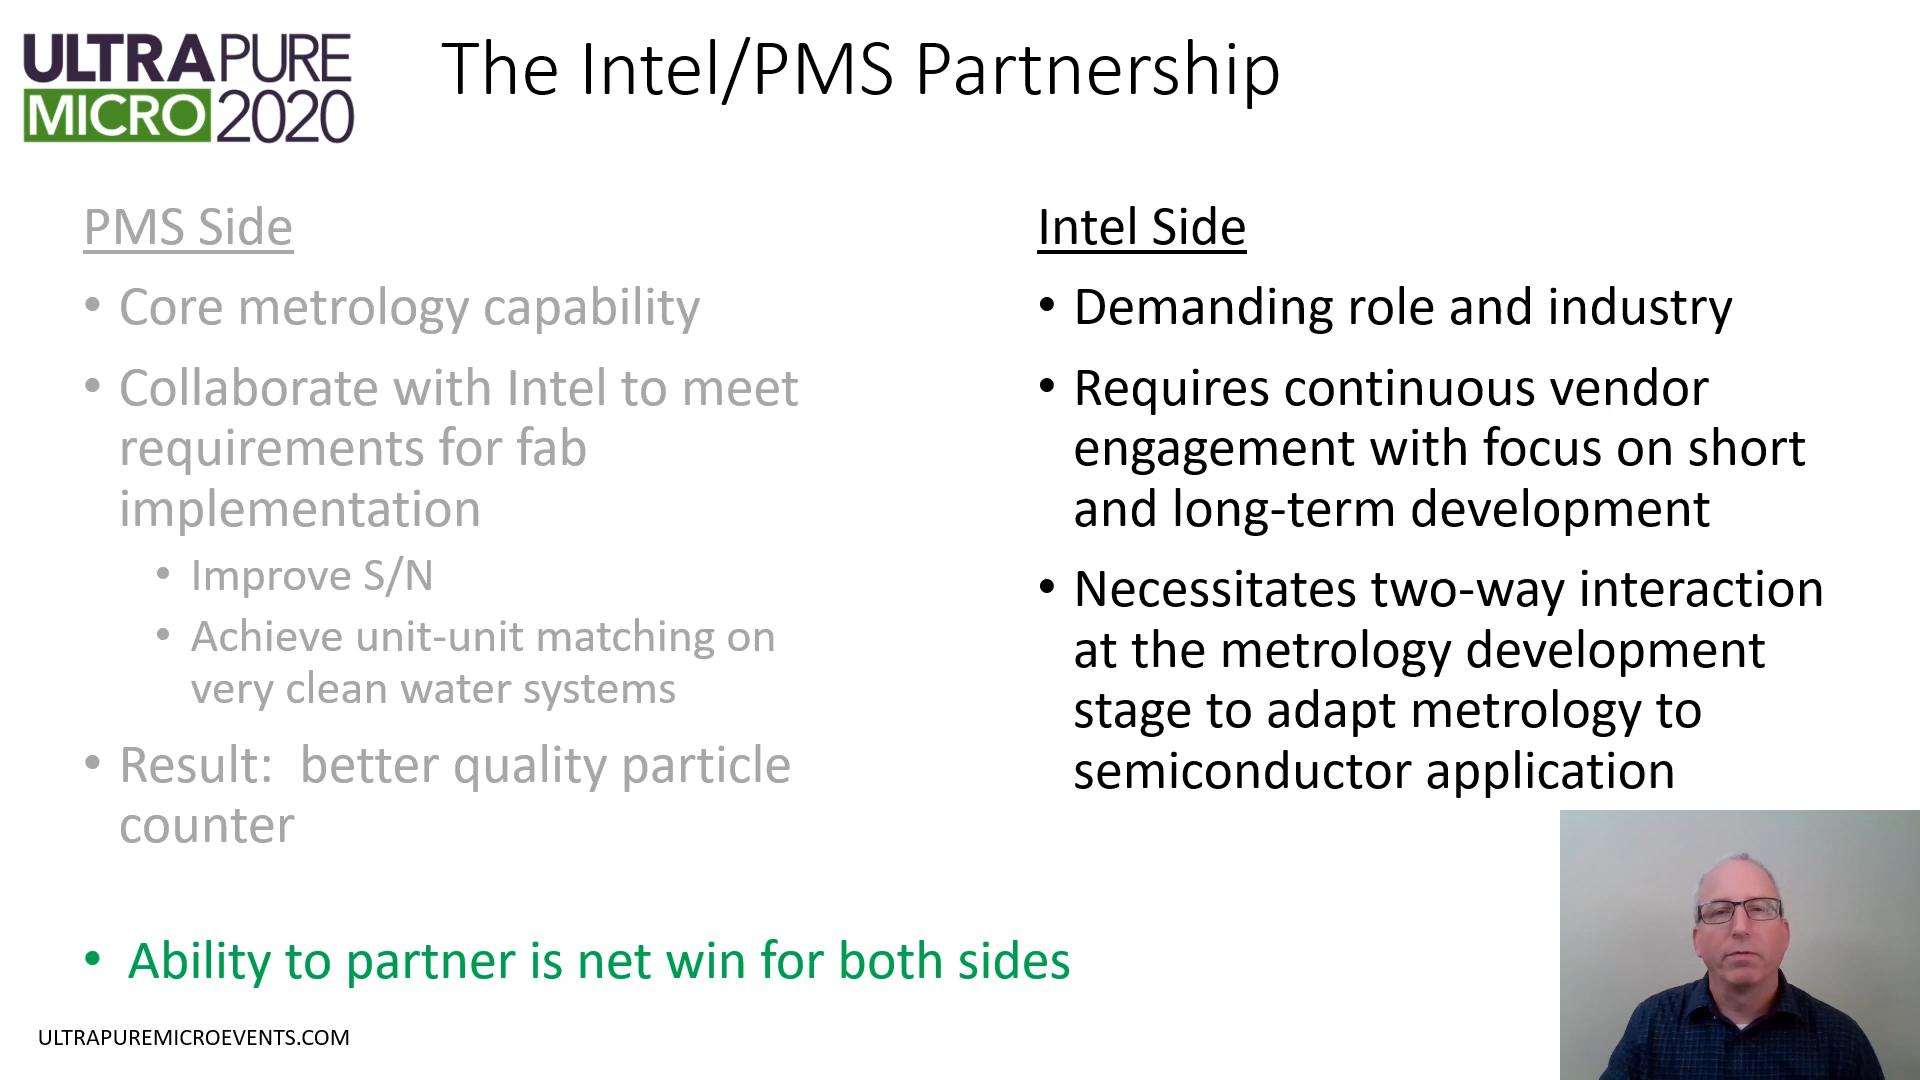 ULTRAPURE
MICRO 2020
The Intel/PMS Partnership
PMS Side
• Core metrology capability
• Collaborate with Intel to meet
requirements for fab
implementation
• Improve S/N
• Achieve unit-unit matching on
very clean water systems
• Result:  better quality particle
counter
Intel Side
• Demanding role and industry
• Requires continuous vendor
engagement with focus on short
and long-term development
• Necessitates two-way interaction
at the metrology development
stage to adapt metrology to
semiconductor application
• Ability to partner is net win for both sides
ULTRAPUREMICROEVENTS.COM